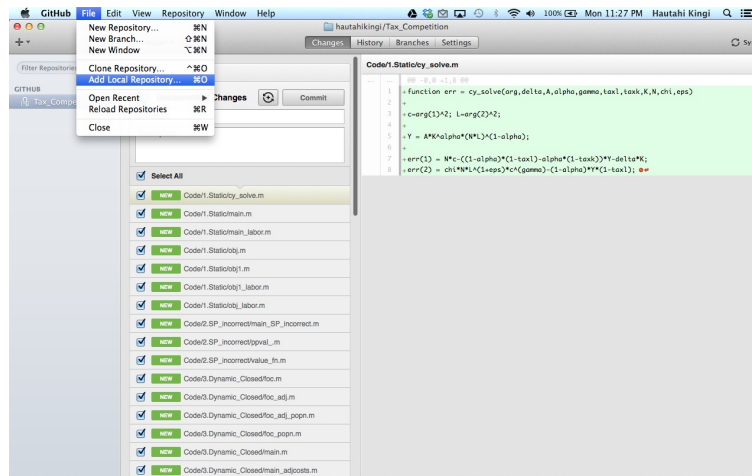 GitHub File Edit View Repository Window Help 100% Mon 11:27 PM Hautahi Kingi
hautahikingi/Tax_Competition
Changes History Branches Settings Sy
New Repository... ⌘N
New Branch... ⇧⌘N
New Window ⌥⌘N
Clone Repository... ^⌘O
Add Local Repository... ⌘O
Open Recent ▶
Reload Repositories ⌘R
Close ⌘W
Filter Repositories
GITHUB
Tax_Compe
Changes Commit
Select All
NEW Code/1.Static/cy_solve.m
NEW Code/1.Static/main.m
NEW Code/1.Static/main_labor.m
NEW Code/1.Static/obj.m
NEW Code/1.Static/obj1.m
NEW Code/1.Static/obj1_labor.m
NEW Code/1.Static/obj_labor.m
NEW Code/2.SP_incorrect/main_SP_incorrect.m
NEW Code/2.SP_incorrect/ppval_.m
NEW Code/2.SP_incorrect/value_fn.m
NEW Code/3.Dynamic_Closed/foc.m
NEW Code/3.Dynamic_Closed/foc_adj.m
NEW Code/3.Dynamic_Closed/foc_adj_popn.m
NEW Code/3.Dynamic_Closed/foc_popn.m
NEW Code/3.Dynamic_Closed/main.m
NEW Code/3.Dynamic_Closed/main_adjcosts.m
Code/1.Static/cy_solve.m
... ... @@ -0,0 +1,8 @@
1 +function err = cy_solve(org,delta,A,alpha,gamma,taxl,taxk,K,N,chi,eps)
2 +
3 +c=arg(1)^2; L=arg(2)^2;
4 +
5 +Y = A*K^alpha*(N*L)^(1-alpha);
6 +
7 +err(1) = N*c-((1-alpha)*(1-taxl)-alpha*(1-taxk))*Y-delta*K;
8 +err(2) = chi*N*L^(1+eps)*c^(gamma)-(1-alpha)*Y*(1-taxl);